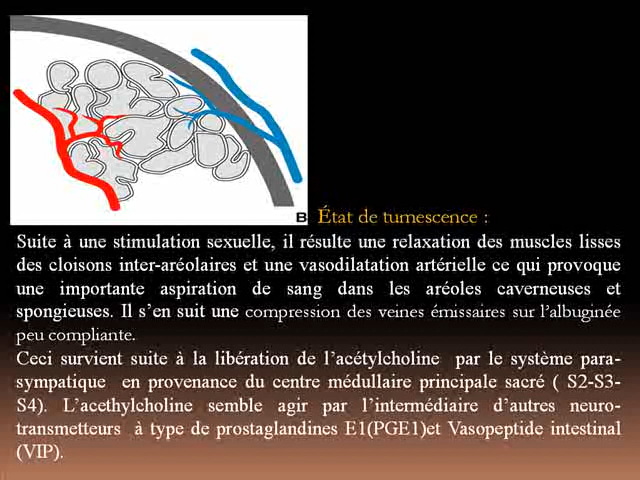 B
État de tumescence :
Suite à une stimulation sexuelle, il résulte une relaxation des muscles lisses
des cloisons inter-aréolaires et une vasodilatation artérielle ce qui provoque
une importante aspiration de sang dans les aréoles caverneuses et
spongieuses. Il s’en suit une compression des veines émissaires sur l’albuginée
peu compliante.
Ceci survient suite à la libération de l’acétylcholine par le système para-
sympatique en provenance du centre médullaire principale sacré ( S2-S3-
S4). L’acethylcholine semble agir par l’intermédiaire d’autres neuro-
transmetteurs à type de prostaglandines E1(PGE1)et Vasopeptide intestinal
(VIP).